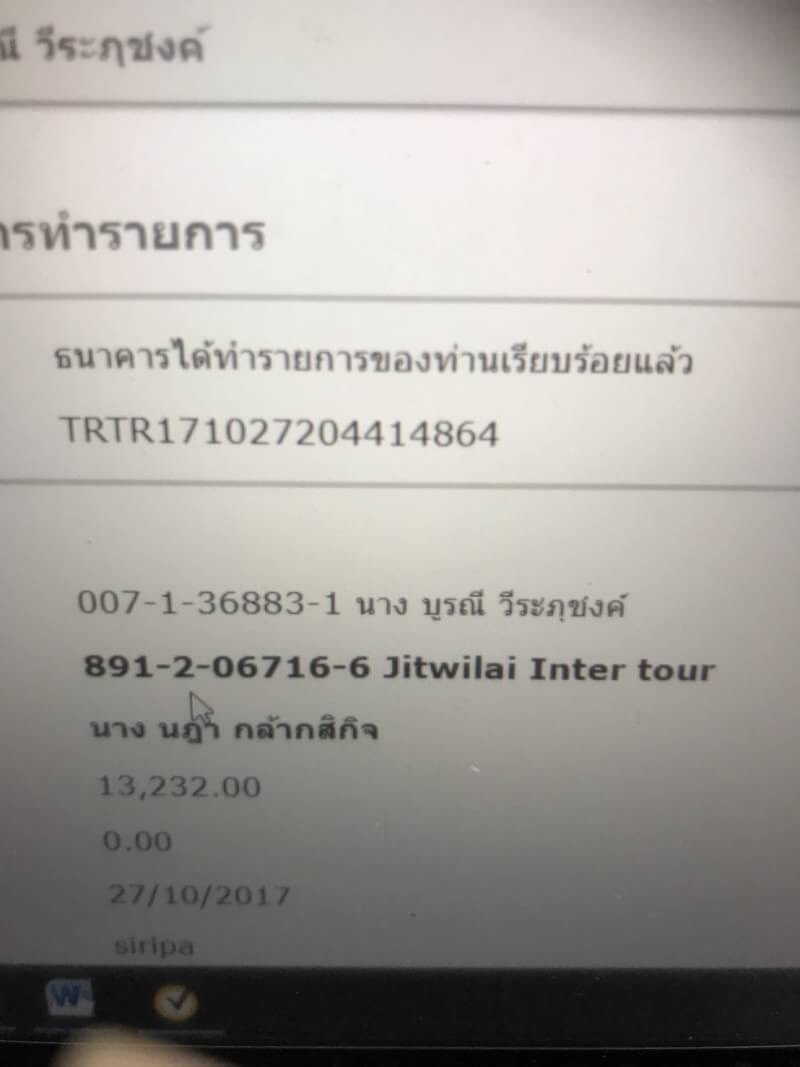 ณี วีระภุชงค์
การทำรายการ
ธนาคารได้ทำรายการของท่านเรียบร้อยแล้ว
TRTR171027204414864
007-1-36883-1 นาง บูรณี วีระภุชงค์
891-2-06716-6 Jitwilai Inter tour
นาง นฎา กล้ากสิกิจ
13,232.00
0.00
27/10/2017
siripa
W